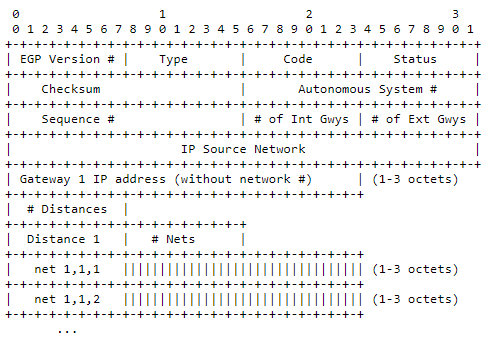 0                   1                   2                   3
0 1 2 3 4 5 6 7 8 9 0 1 2 3 4 5 6 7 8 9 0 1 2 3 4 5 6 7 8 9 0 1
+-+-+-+-+-+-+-+-+-+-+-+-+-+-+-+-+-+-+-+-+-+-+-+-+-+-+-+-+-+-+-+-+
| EGP Version # |    Type       |    Code       |    Status     |
+-+-+-+-+-+-+-+-+-+-+-+-+-+-+-+-+-+-+-+-+-+-+-+-+-+-+-+-+-+-+-+-+
|    Checksum                   |      Autonomous System #      |
+-+-+-+-+-+-+-+-+-+-+-+-+-+-+-+-+-+-+-+-+-+-+-+-+-+-+-+-+-+-+-+-+
|    Sequence #                 | # of Int Gwys | # of Ext Gwys |
+-+-+-+-+-+-+-+-+-+-+-+-+-+-+-+-+-+-+-+-+-+-+-+-+-+-+-+-+-+-+-+-+
|                       IP Source Network                       |
+-+-+-+-+-+-+-+-+-+-+-+-+-+-+-+-+-+-+-+-+-+-+-+-+-+-+-+-+-+-+-+-+
| Gateway 1 IP address (without network #)      | (1-3 octets)
+-+-+-+-+-+-+-+-+-+-+-+-+-+-+-+-+-+-+-+-+-+-+-+-+
|  # Distances  |
+-+-+-+-+-+-+-+-+-+-+-+-+-+-+-+-+
|  Distance 1   |   # Nets      |
+-+-+-+-+-+-+-+-+-+-+-+-+-+-+-+-+-+-+-+-+-+-+-+-+
|   net 1,1,1   ||||||||||||||||||||||||||||||||| (1-3 octets)
+-+-+-+-+-+-+-+-+-+-+-+-+-+-+-+-+-+-+-+-+-+-+-+-+
|   net 1,1,2   ||||||||||||||||||||||||||||||||| (1-3 octets)
+-+-+-+-+-+-+-+-+-+-+-+-+-+-+-+-+-+-+-+-+-+-+-+-+
...